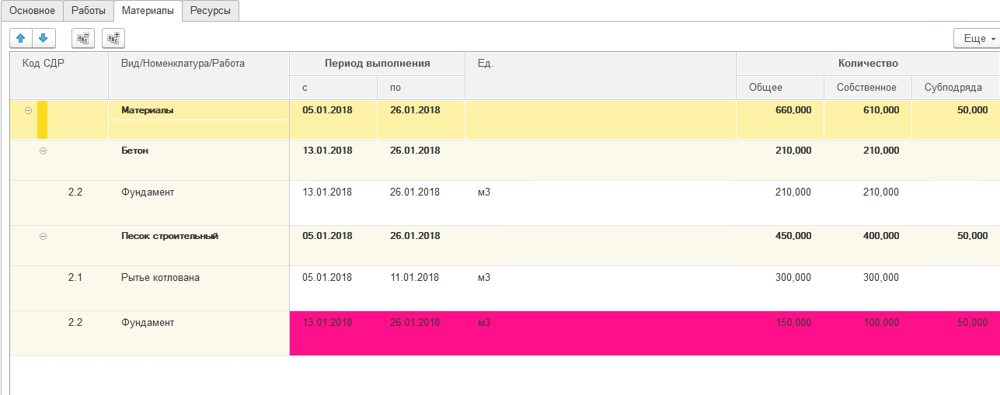 Основное Работы Материалы Ресурсы
Еще
Код СДР Вид/Номенклатура/Работа Период выполнения Ед. Количество
с по Общее Собственное Субподряда
Материалы 05.01.2018 26.01.2018 660,000 610,000 50,000
Бетон 13.01.2018 26.01.2018 210,000 210,000
2.2 Фундамент 13.01.2018 26.01.2018 м3 210,000 210,000
Песок строительный 05.01.2018 26.01.2018 450,000 400,000 50,000
2.1 Рытье котлована 05.01.2018 11.01.2018 м3 300,000 300,000
2.2 Фундамент 13.01.2018 26.01.2018 м3 150,000 100,000 50,000